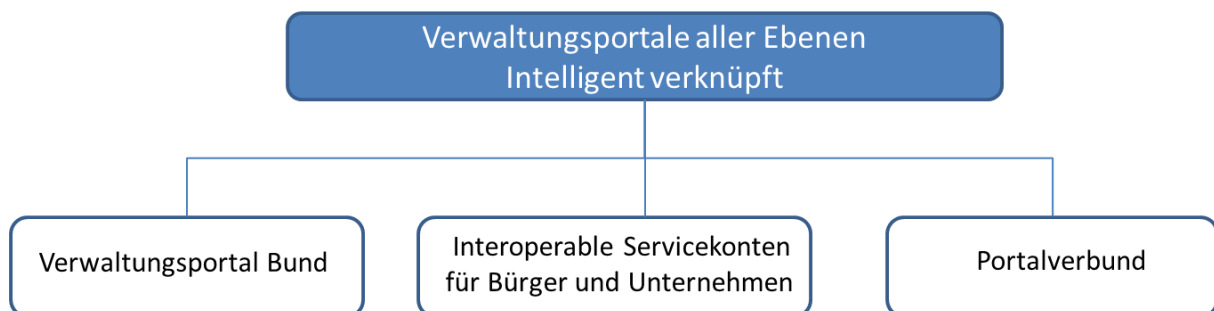 Verwaltungsportale aller Ebenen
Intelligent verknüpft
Verwaltungsportal Bund
Interoperable Servicekonten
für Bürger und Unternehmen
Portalverbund